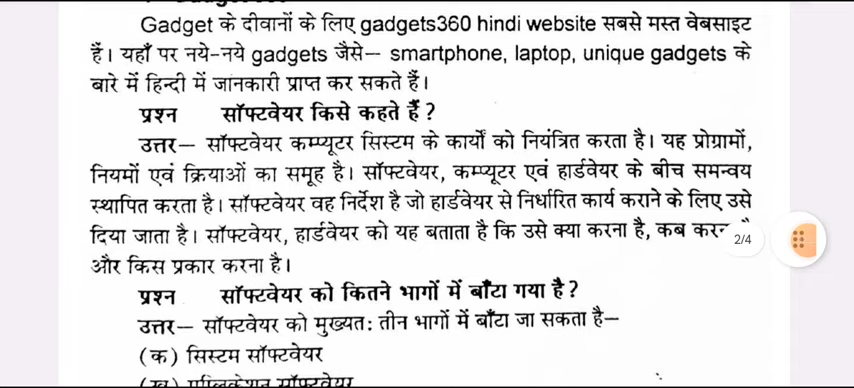 Gadget के दीवानों के लिए gadgets360 hindi website सबसे मस्त वेबसाइट
हैं। यहाँ पर नये-नये gadgets जैसे— smartphone, laptop, unique gadgets के
बारे में हिन्दी में जानकारी प्राप्त कर सकते हैं।
प्रश्न सॉफ्टवेयर किसे कहते हैं ?
उत्तर— सॉफ्टवेयर कम्प्यूटर सिस्टम के कार्यों को नियंत्रित करता है। यह प्रोग्रामों,
नियमों एवं क्रियाओं का समूह है। सॉफ्टवेयर, कम्प्यूटर एवं हार्डवेयर के बीच समन्वय
स्थापित करता है। सॉफ्टवेयर वह निर्देश है जो हार्डवेयर से निर्धारित कार्य कराने के लिए उसे
दिया जाता है। सॉफ्टवेयर, हार्डवेयर को यह बताता है कि उसे क्या करना है, कब
2/4
और किस प्रकार करना है।
प्रश्न सॉफ्टवेयर को कितने भागों में बाँटा गया है ?
उत्तर— सॉफ्टवेयर को मुख्यत: तीन भागों में बाँटा जा सकता है—
(क) सिस्टम सॉफ्टवेयर